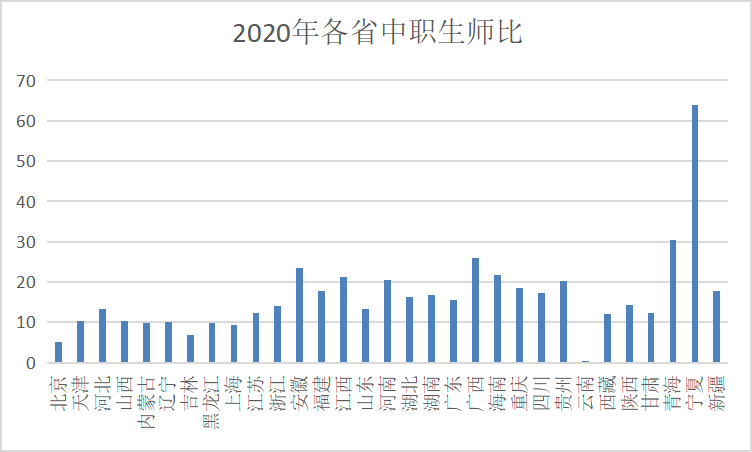 2020年各省中职生师比
70
60
50
40
30
20
10
0
北京
天津
河北
山西
内蒙古
辽宁
吉林
黑龙江
上海
江苏
浙江
安徽
福建
江西
山东
河南
湖北
湖南
广东
广西
海南
重庆
四川
贵州
云南
西藏
陕西
甘肃
青海
宁夏
新疆